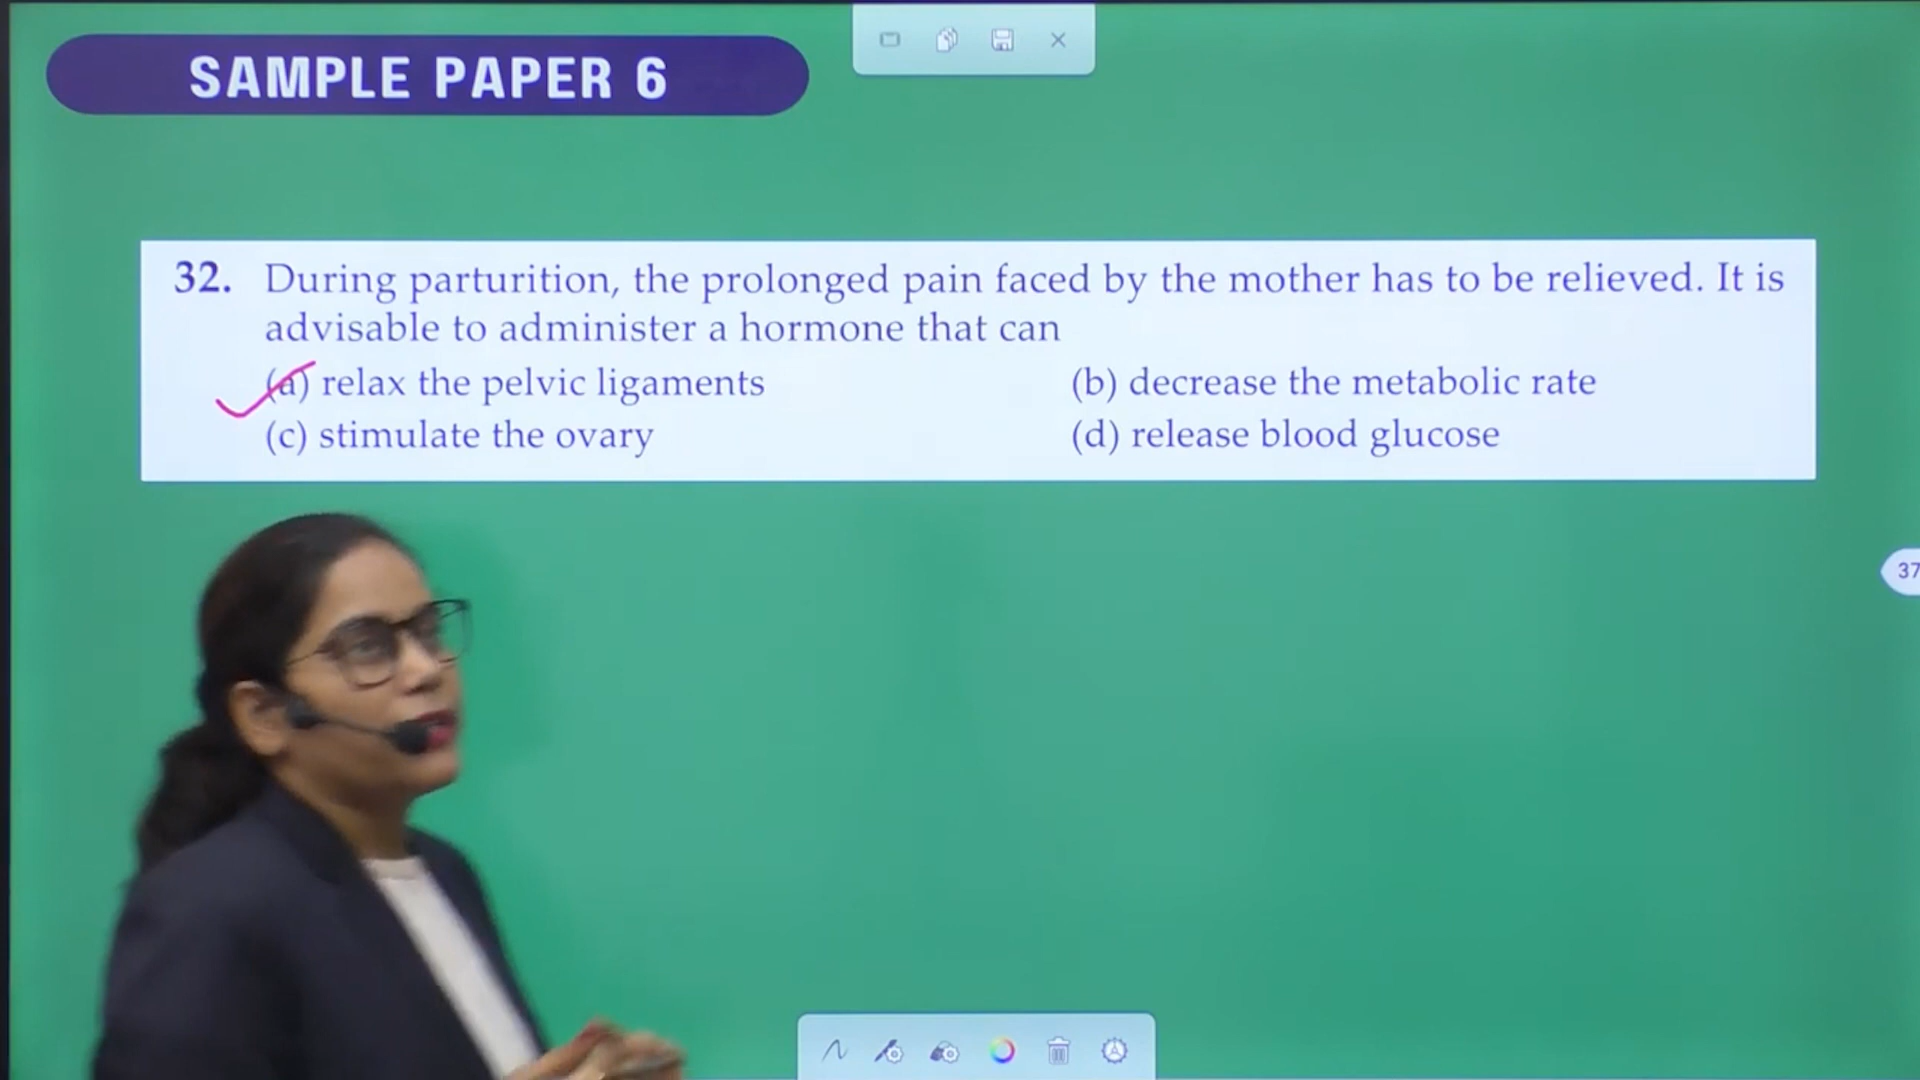 SAMPLE PAPER 6
32. During parturition, the prolonged pain faced by the mother has to be relieved. It is
advisable to administer a hormone that can
(a) relax the pelvic ligaments (b) decrease the metabolic rate
(c) stimulate the ovary (d) release blood glucose
37